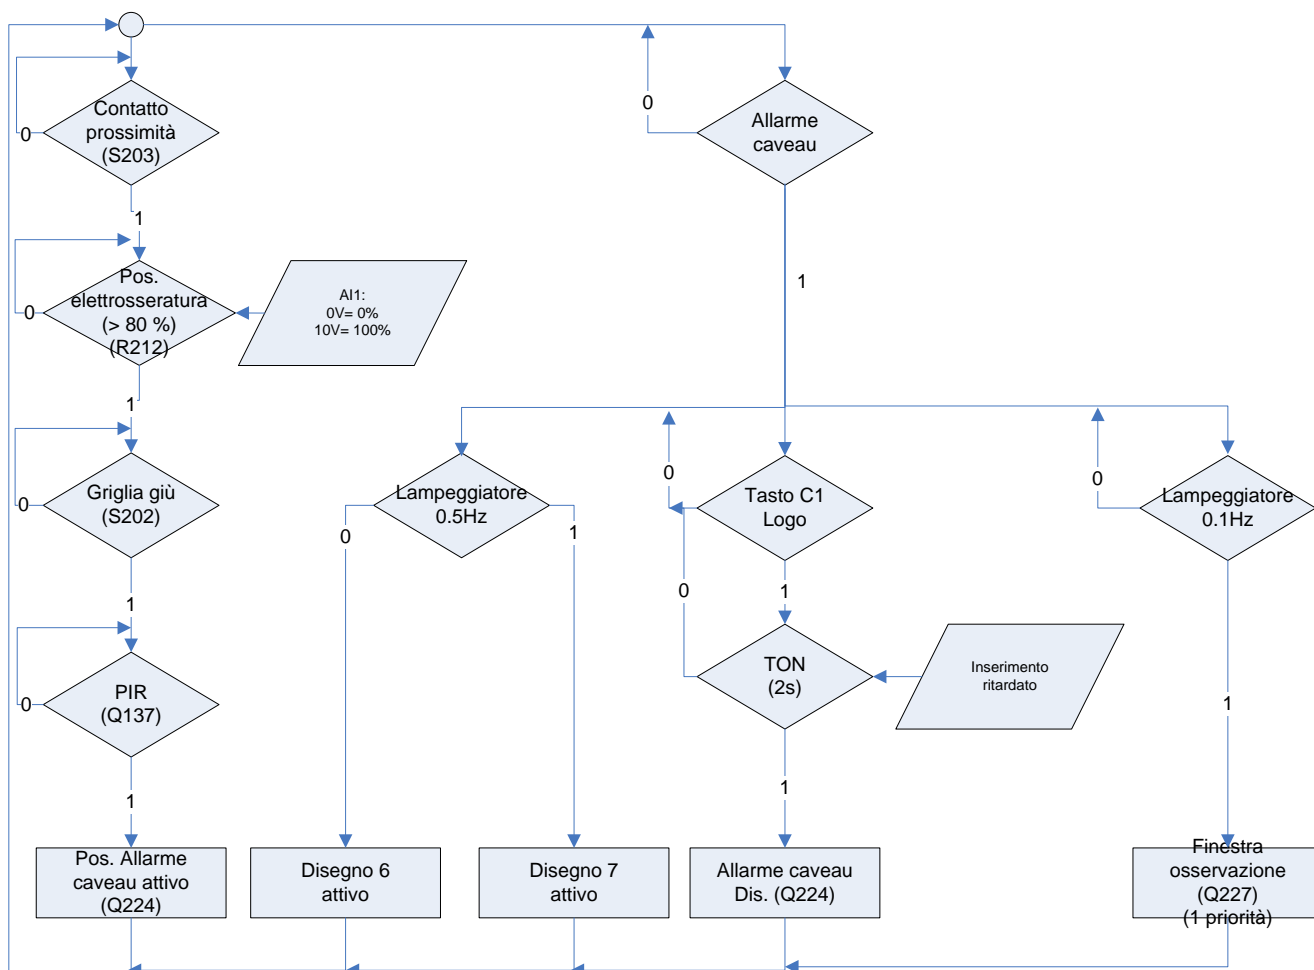 Contatto
prossimità
(S203)
0
1
Allarme
caveau
0
1
Pos.
elettrosseratura
(> 80 %)
(R212)
0
1
AI1:
0V= 0%
10V= 100%
Griglia giù
(S202)
0
1
PIR
(Q137)
0
1
Lampeggiatore
0.5Hz
0
1
Tasto C1
Logo
0
1
TON
(2s)
0
1
Inserimento
ritardato
Lampeggiatore
0.1Hz
0
1
Pos. Allarme
caveau attivo
(Q224)
Disegno 6
attivo
Disegno 7
attivo
Allarme caveau
Dis. (Q224)
Finestra
osservazione
(Q227)
(1 priorità)